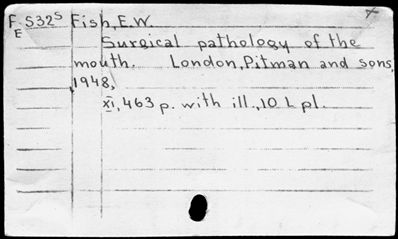 F. S32s Fish, E.W.
E
Surgical pathology of the
mouth. London, Pitman and sons,
1948,
XI, 463 p. with ill., 10 L pl.